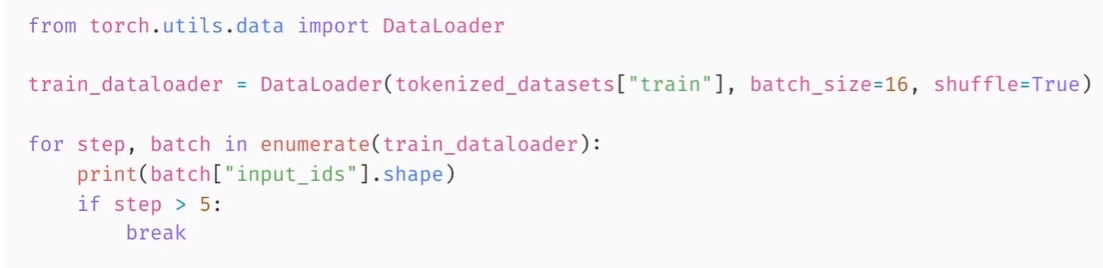 from torch.utils.data import DataLoader
train_dataloader = DataLoader(tokenized_datasets["train"], batch_size=16, shuffle=True)
for step, batch in enumerate(train_dataloader):
    print(batch["input_ids"].shape)
    if step > 5:
        break